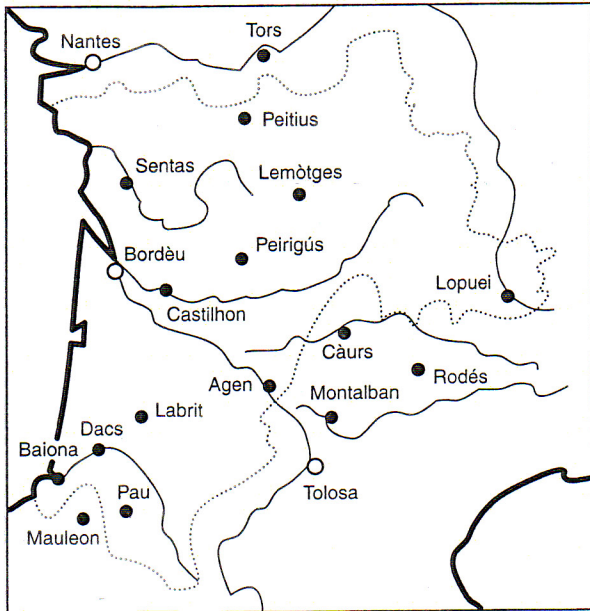 Tors
Nantes
Peitius
Sentas
Lemòtges
Bordèu
Peirigús
Lopuei
Castilhon
Càurs
Rodés
Agen
Montalban
Labrit
Dacs
Baiona
Pau
Tolosa
Mauleon